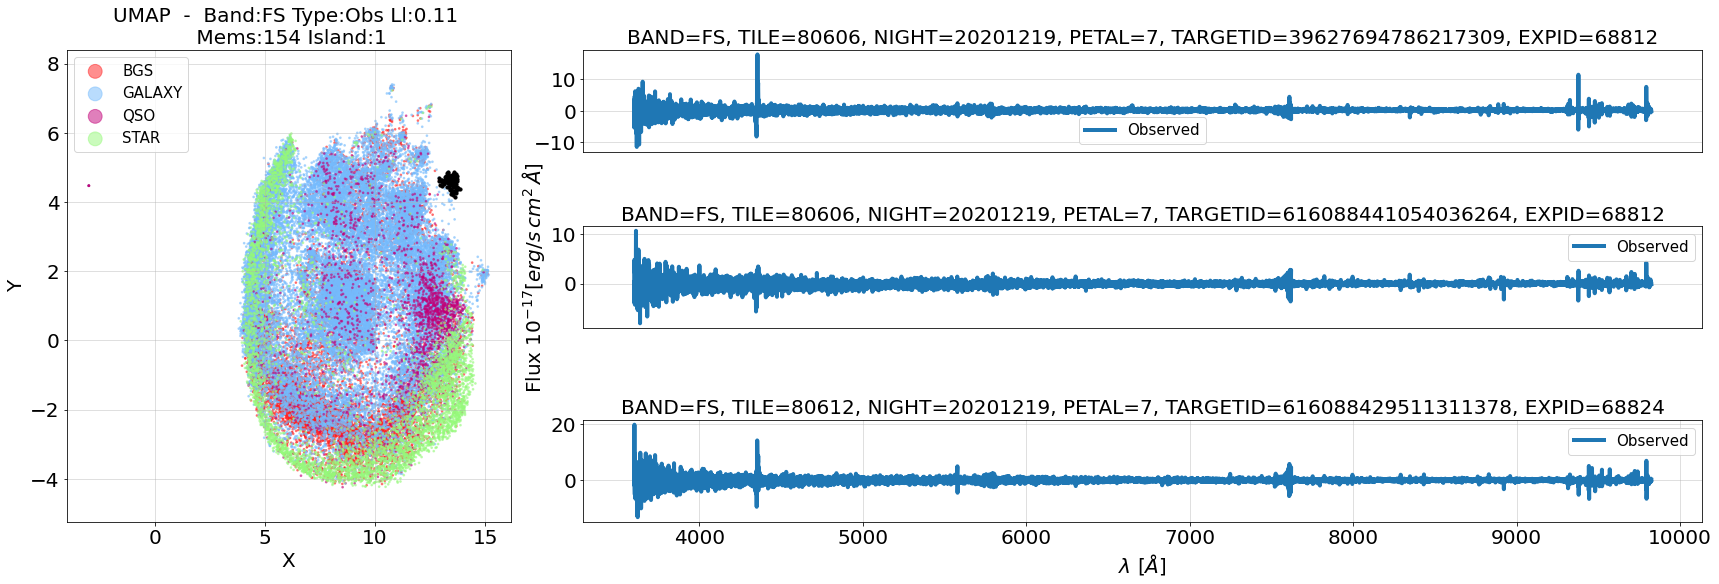 UMAP - Band:FS Type:Obs Ll:0.11
Mems:154 Island:1
BGS
GALAXY
QSO
STAR
8
6
4
2
0
−2
−4
Y
0
5
10
15
X
BAND=FS, TILE=80606, NIGHT=20201219, PETAL=7, TARGETID=39627694786217309, EXPID=68812
10
0
−10
Observed
BAND=FS, TILE=80606, NIGHT=20201219, PETAL=7, TARGETID=616088441054036264, EXPID=68812
10
0
Observed
Flux 10⁻¹⁷[erg/s cm² Å]
BAND=FS, TILE=80612, NIGHT=20201219, PETAL=7, TARGETID=616088429511311378, EXPID=68824
20
0
Observed
4000
5000
6000
7000
8000
9000
10000
λ [Å]